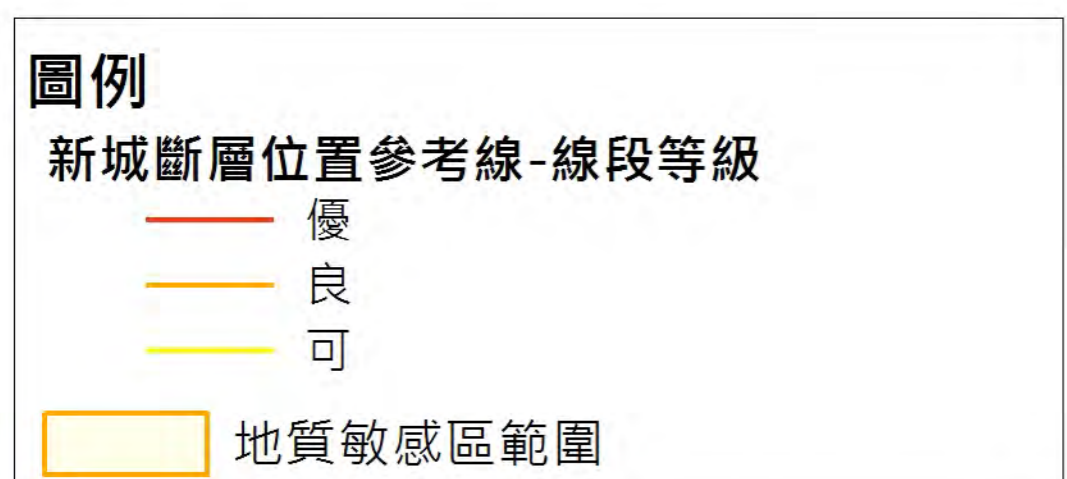 圖例
新城斷層位置參考線-線段等級
優
良
可
地質敏感區範圍